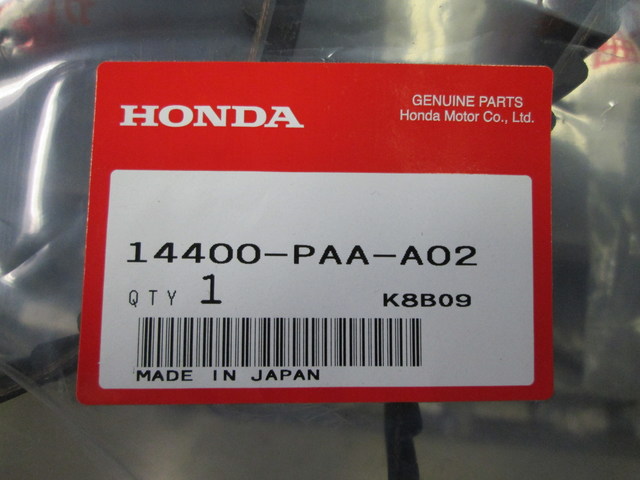 HONDA
GENUINE PARTS
Honda Motor Co., Ltd.
14400-PAA-A02
QTY 1 K8B09
MADE IN JAPAN